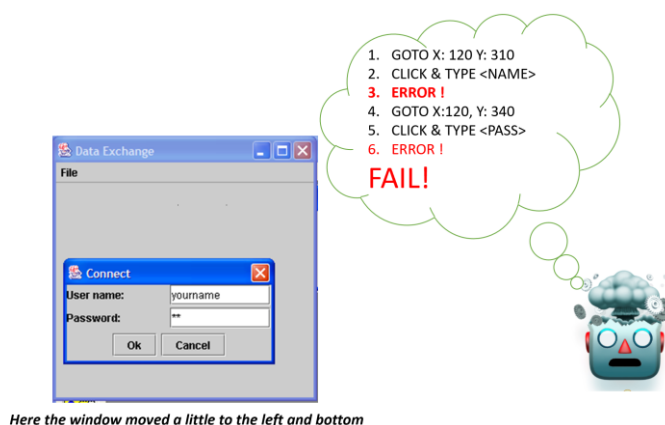 1. GOTO X: 120 Y: 310
2. CLICK & TYPE <NAME>
3. ERROR !
4. GOTO X:120, Y: 340
5. CLICK & TYPE <PASS>
6. ERROR !
FAIL!
Data Exchange
File
Connect
User name: yourname
Password: **
Ok Cancel
Here the window moved a little to the left and bottom